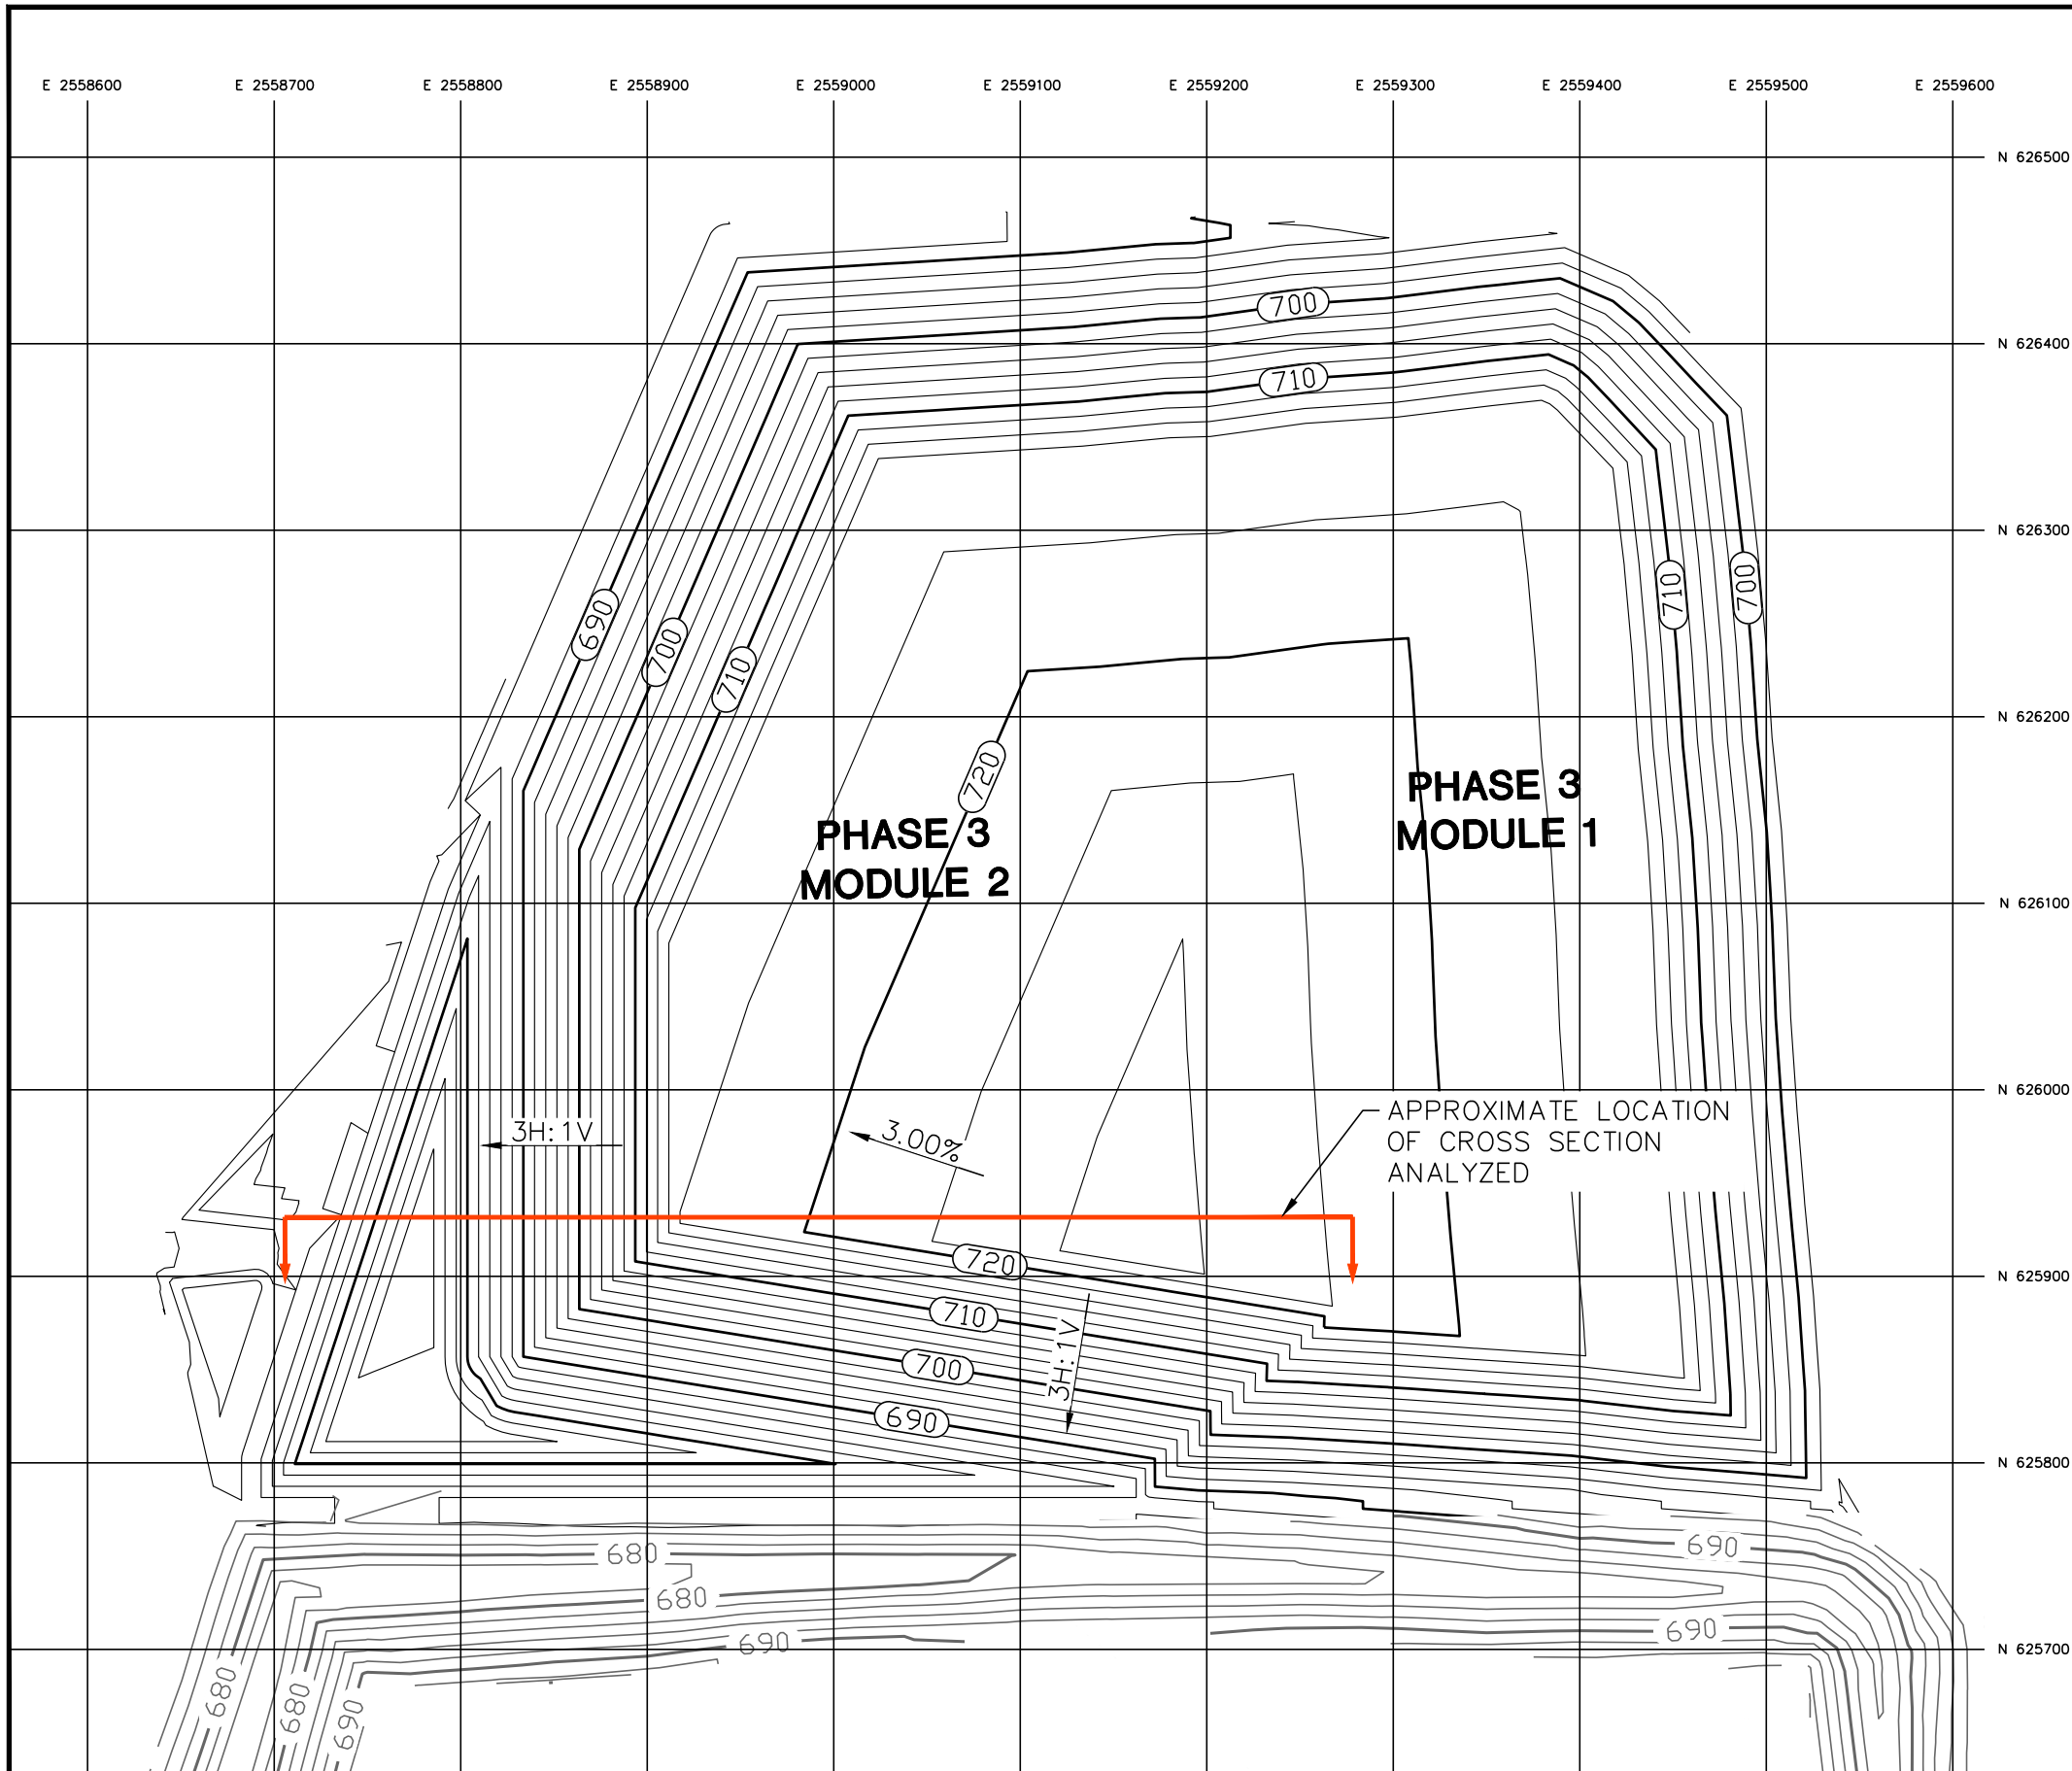 E 2558600
E 2558700
E 2558800
E 2558900
E 2559000
E 2559100
E 2559200
E 2559300
E 2559400
E 2559500
E 2559600
N 626500
700
N 626400
710
N 626300
710
700
690
700
710
N 626200
720
PHASE 3
MODULE 1
PHASE 3
MODULE 2
N 626100
N 626000
APPROXIMATE LOCATION
OF CROSS SECTION
ANALYZED
3H:1V
3.00%
720
N 625900
710
3H:1V
700
690
N 625800
680
690
680
690
690
N 625700
680
680
690